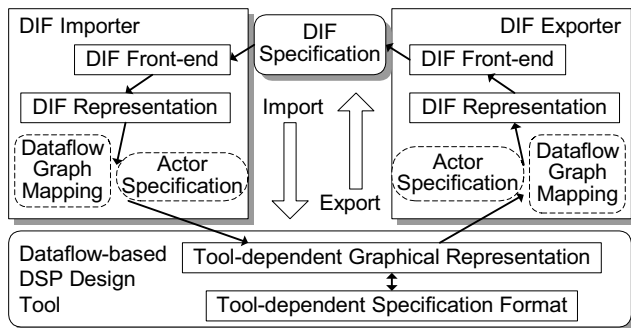 DIF Importer
DIF Front-end
DIF Representation
Dataflow
Graph
Mapping
Actor
Specification
DIF
Specification
Import
Export
DIF Exporter
DIF Front-end
DIF Representation
Actor
Specification
Dataflow
Graph
Mapping
Dataflow-based
DSP Design
Tool
Tool-dependent Graphical Representation
Tool-dependent Specification Format